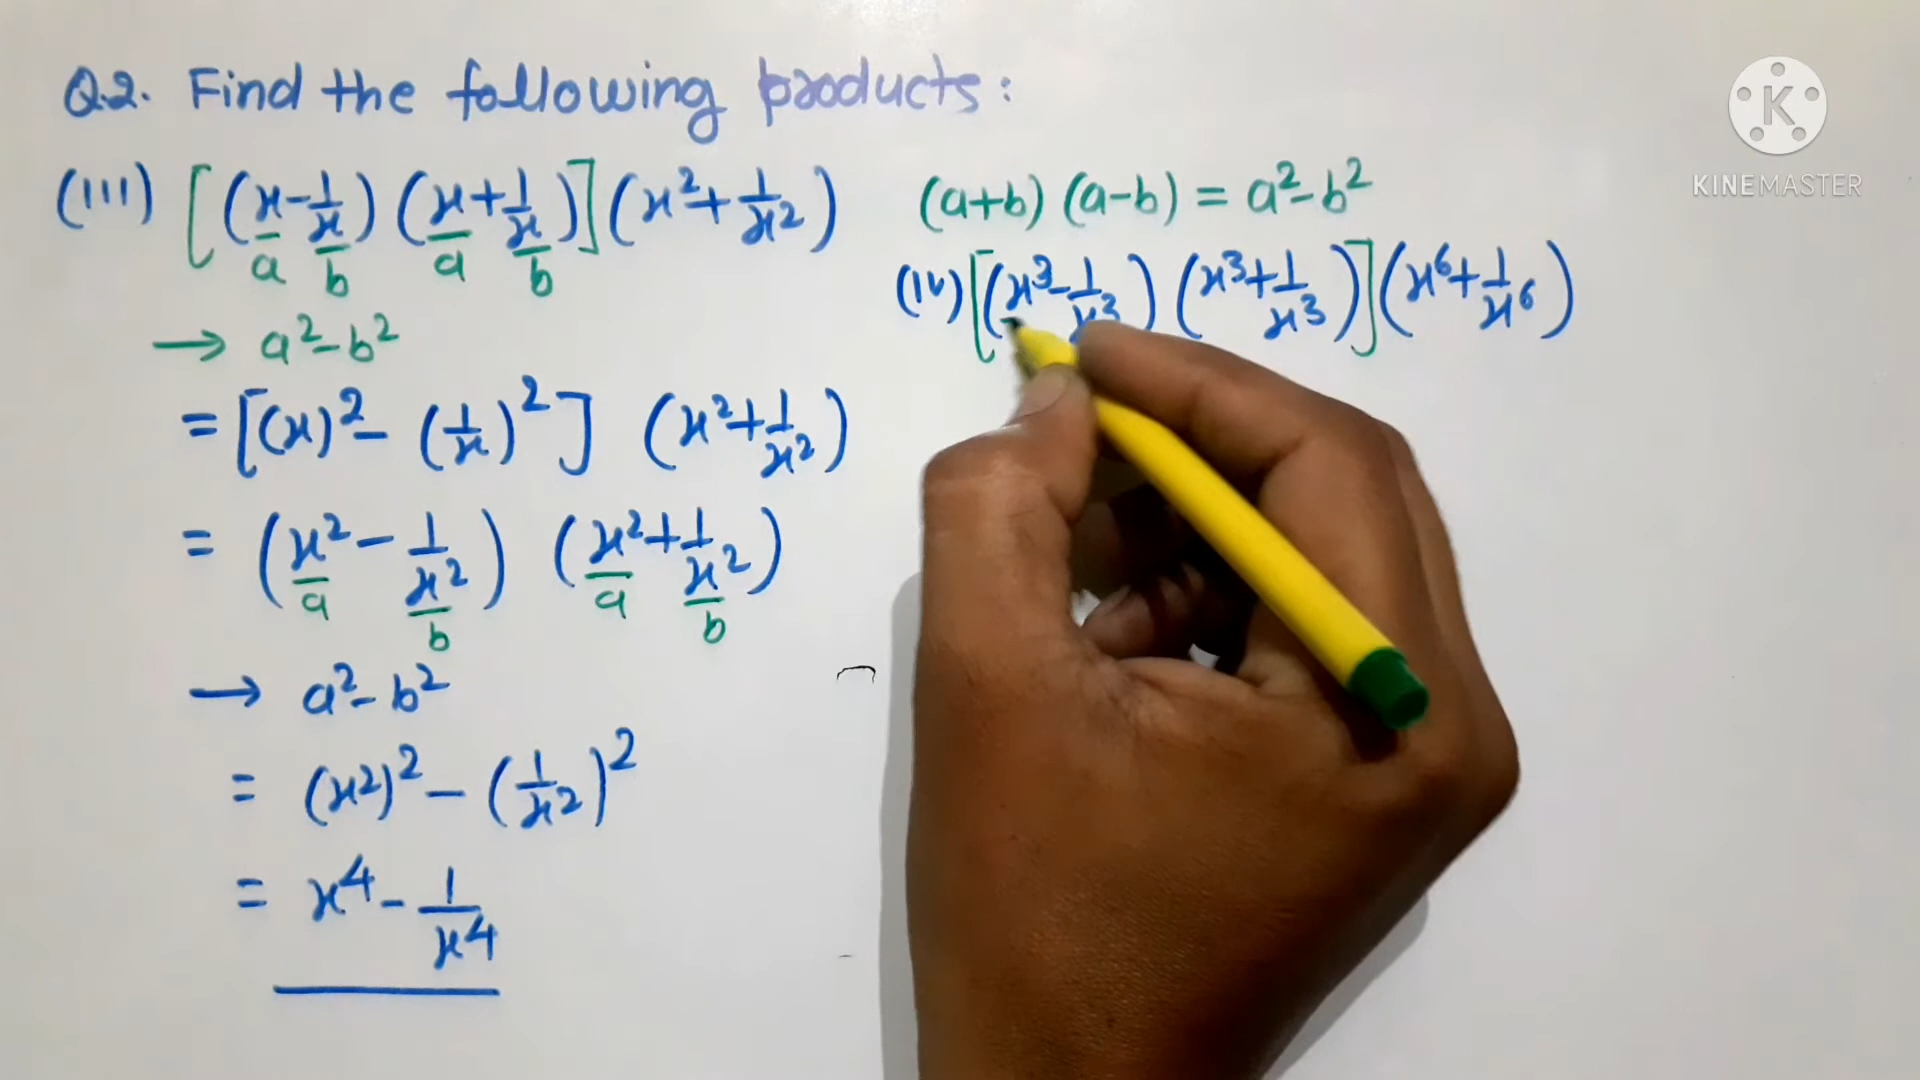 Q.2. Find the following products:
(iii) [(x - 1/x) (x + 1/x)] (x² + 1/x²)
a b a b
→ a² - b²
= [(x)² - (1/x)²] (x² + 1/x²)
= (x² - 1/x²) (x² + 1/x²)
a b a b
→ a² - b²
= (x²)² - (1/x²)²
= x⁴ - 1/x⁴
(a+b) (a-b) = a² - b²
(iv) [(x³ - 1/x³) (x³ + 1/x³)] (x⁶ + 1/x⁶)
K
KINEMASTER